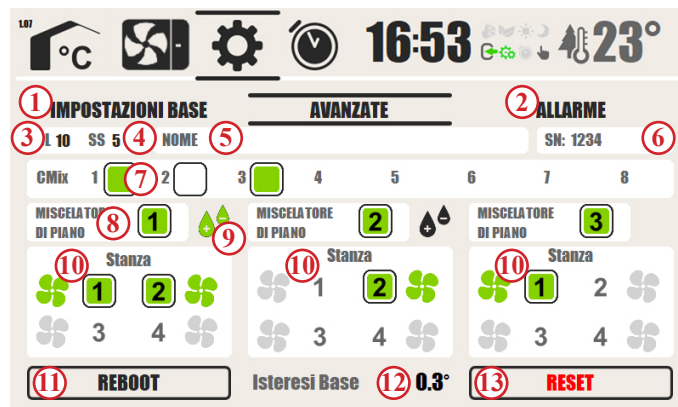 1.07
°C 16:53 23°
1 IMPOSTAZIONI BASE AVANZATE 2 ALLARME
3 L 10 SS 5 4 NOME 5 SN: 1234 6
CMix 1 7 2 3 4 5 6 7 8
MISCELATORE 8 1 9 MISCELATORE 2 MISCELATORE 3
DI PIANO DI PIANO DI PIANO
10 Stanza 10 Stanza 10 Stanza
1 2 1 2 1 2
3 4 3 4 3 4
11 REBOOT Isteresi Base 12 0.3° 13 RESET